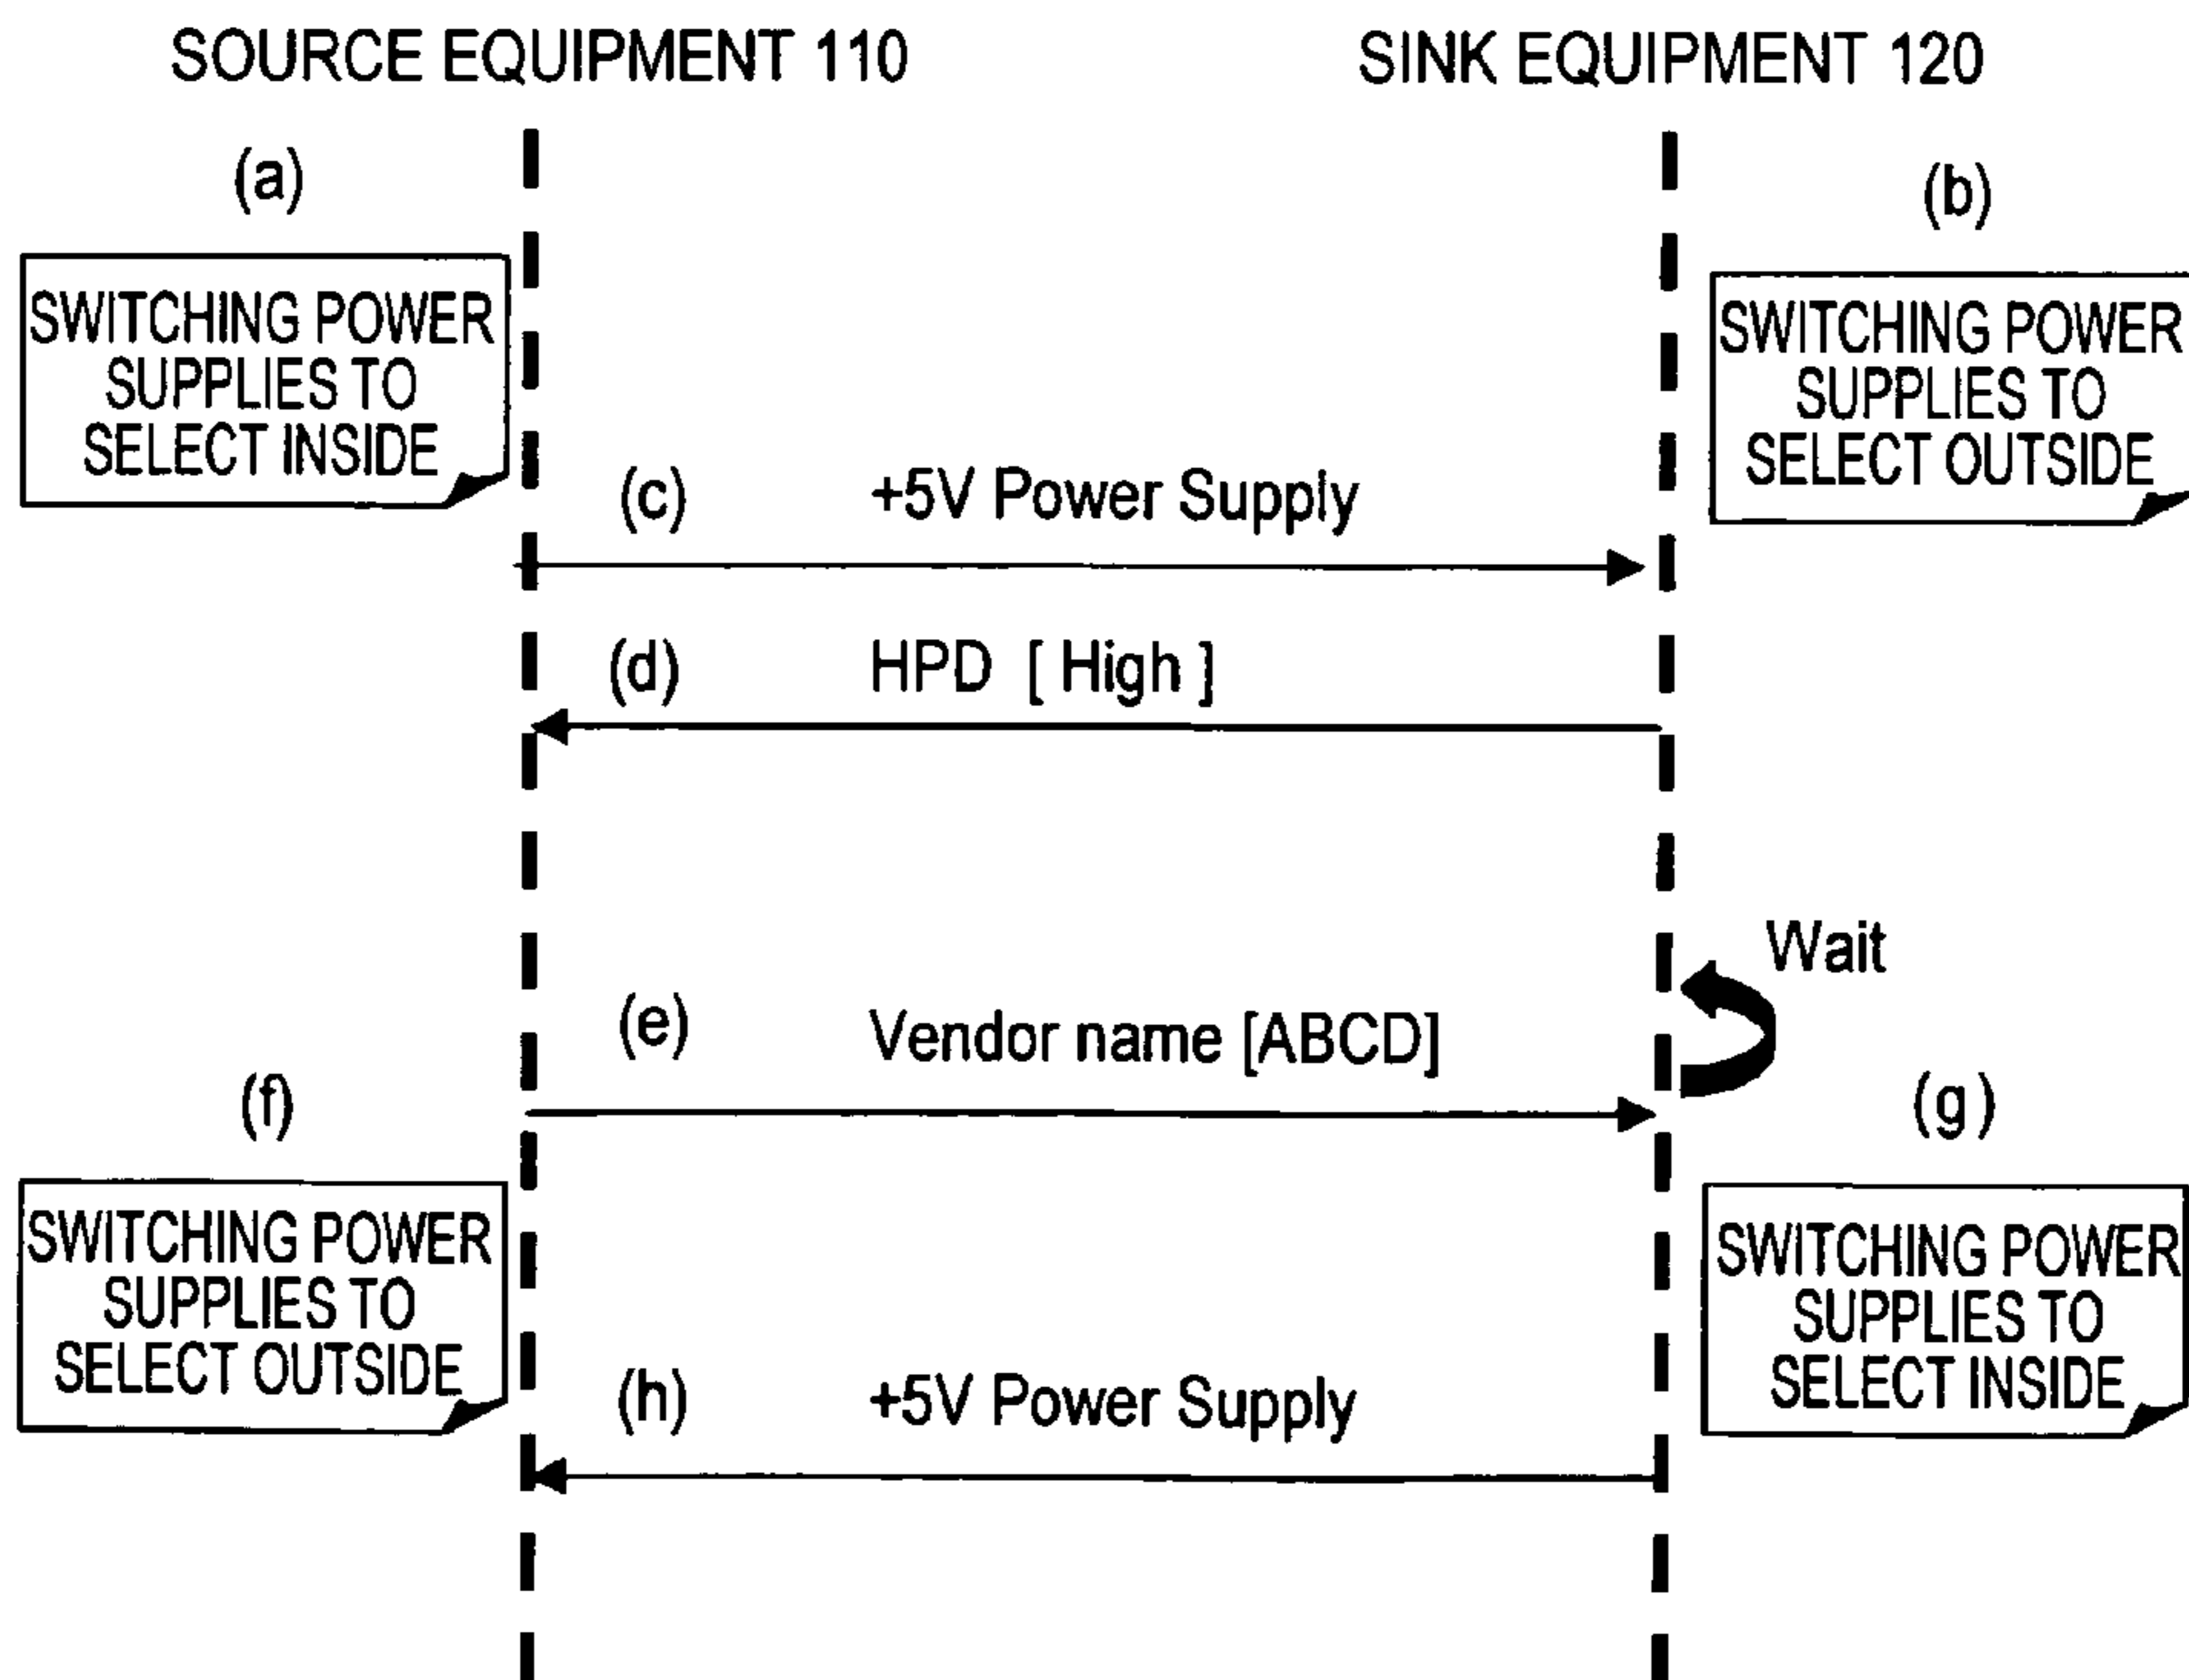 SOURCE EQUIPMENT 110
SINK EQUIPMENT 120
(a)
(b)
SWITCHING POWER
SUPPLIES TO
SELECT INSIDE
SWITCHING POWER
SUPPLIES TO
SELECT OUTSIDE
(c)
+5V Power Supply
(d)
HPD [ High ]
Wait
(e)
Vendor name [ABCD]
(f)
(g)
SWITCHING POWER
SUPPLIES TO
SELECT OUTSIDE
SWITCHING POWER
SUPPLIES TO
SELECT INSIDE
(h)
+5V Power Supply